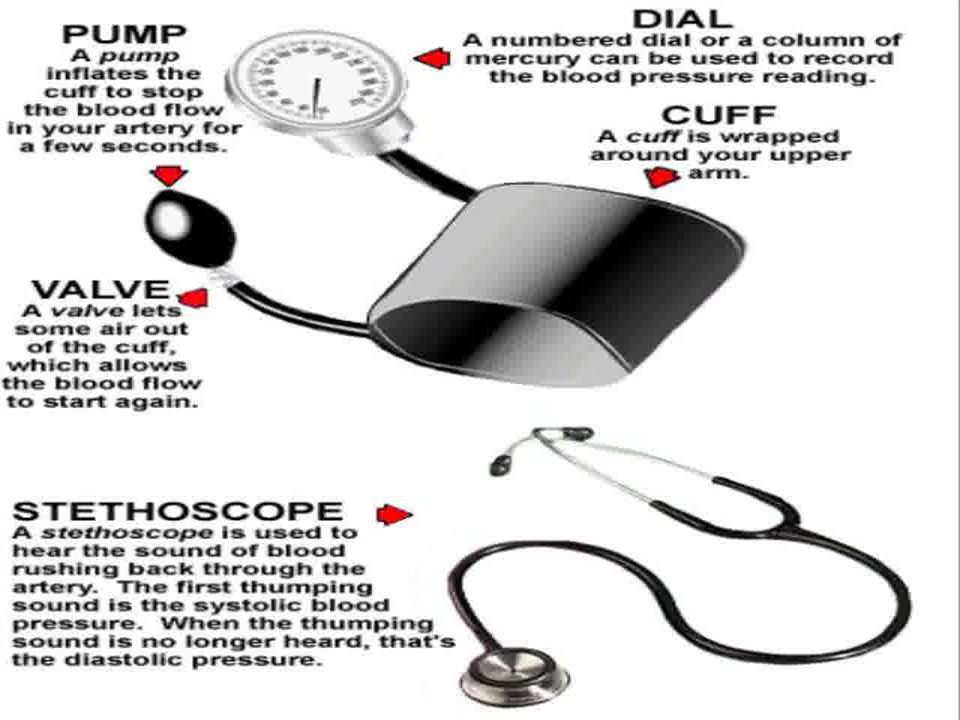 PUMP
A pump
inflates the
cuff to stop
the blood flow
in your artery for
a few seconds.
DIAL
A numbered dial or a column of
mercury can be used to record
the blood pressure reading.
CUFF
A cuff is wrapped
around your upper
arm.
VALVE
A valve lets
some air out
of the cuff,
which allows
the blood flow
to start again.
STETHOSCOPE
A stethoscope is used to
hear the sound of blood
rushing back through the
artery. The first thumping
sound is the systolic blood
pressure. When the thumping
sound is no longer heard, that's
the diastolic pressure.